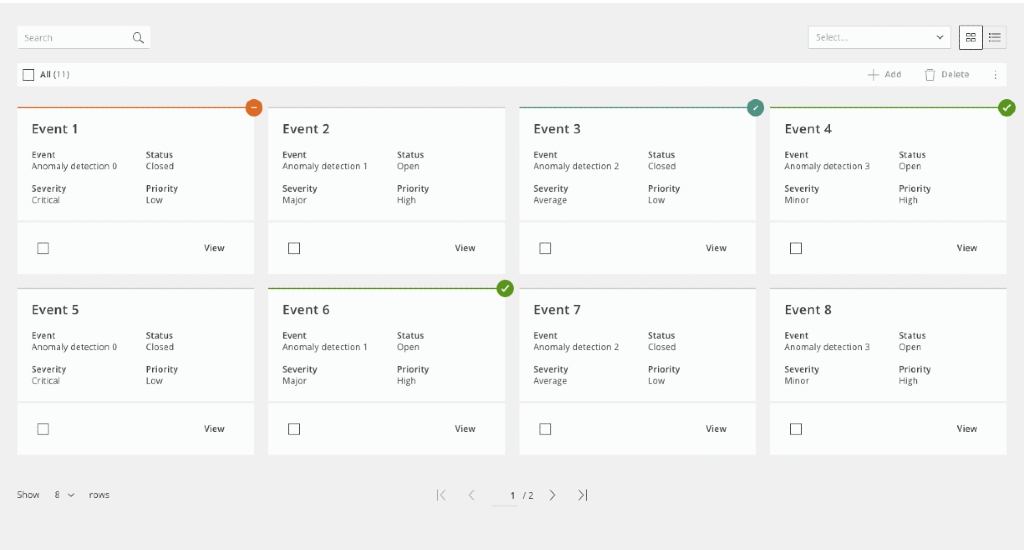 Search
Select...
All (11)
Add Delete
Event 1
Event Status
Anomaly detection 0 Closed
Severity Priority
Critical Low
View
Event 2
Event Status
Anomaly detection 1 Open
Severity Priority
Major High
View
Event 3
Event Status
Anomaly detection 2 Closed
Severity Priority
Average Low
View
Event 4
Event Status
Anomaly detection 3 Open
Severity Priority
Minor High
View
Event 5
Event Status
Anomaly detection 0 Closed
Severity Priority
Critical Low
View
Event 6
Event Status
Anomaly detection 1 Open
Severity Priority
Major High
View
Event 7
Event Status
Anomaly detection 2 Closed
Severity Priority
Average Low
View
Event 8
Event Status
Anomaly detection 3 Open
Severity Priority
Minor High
View
Show 8 rows 1 / 2